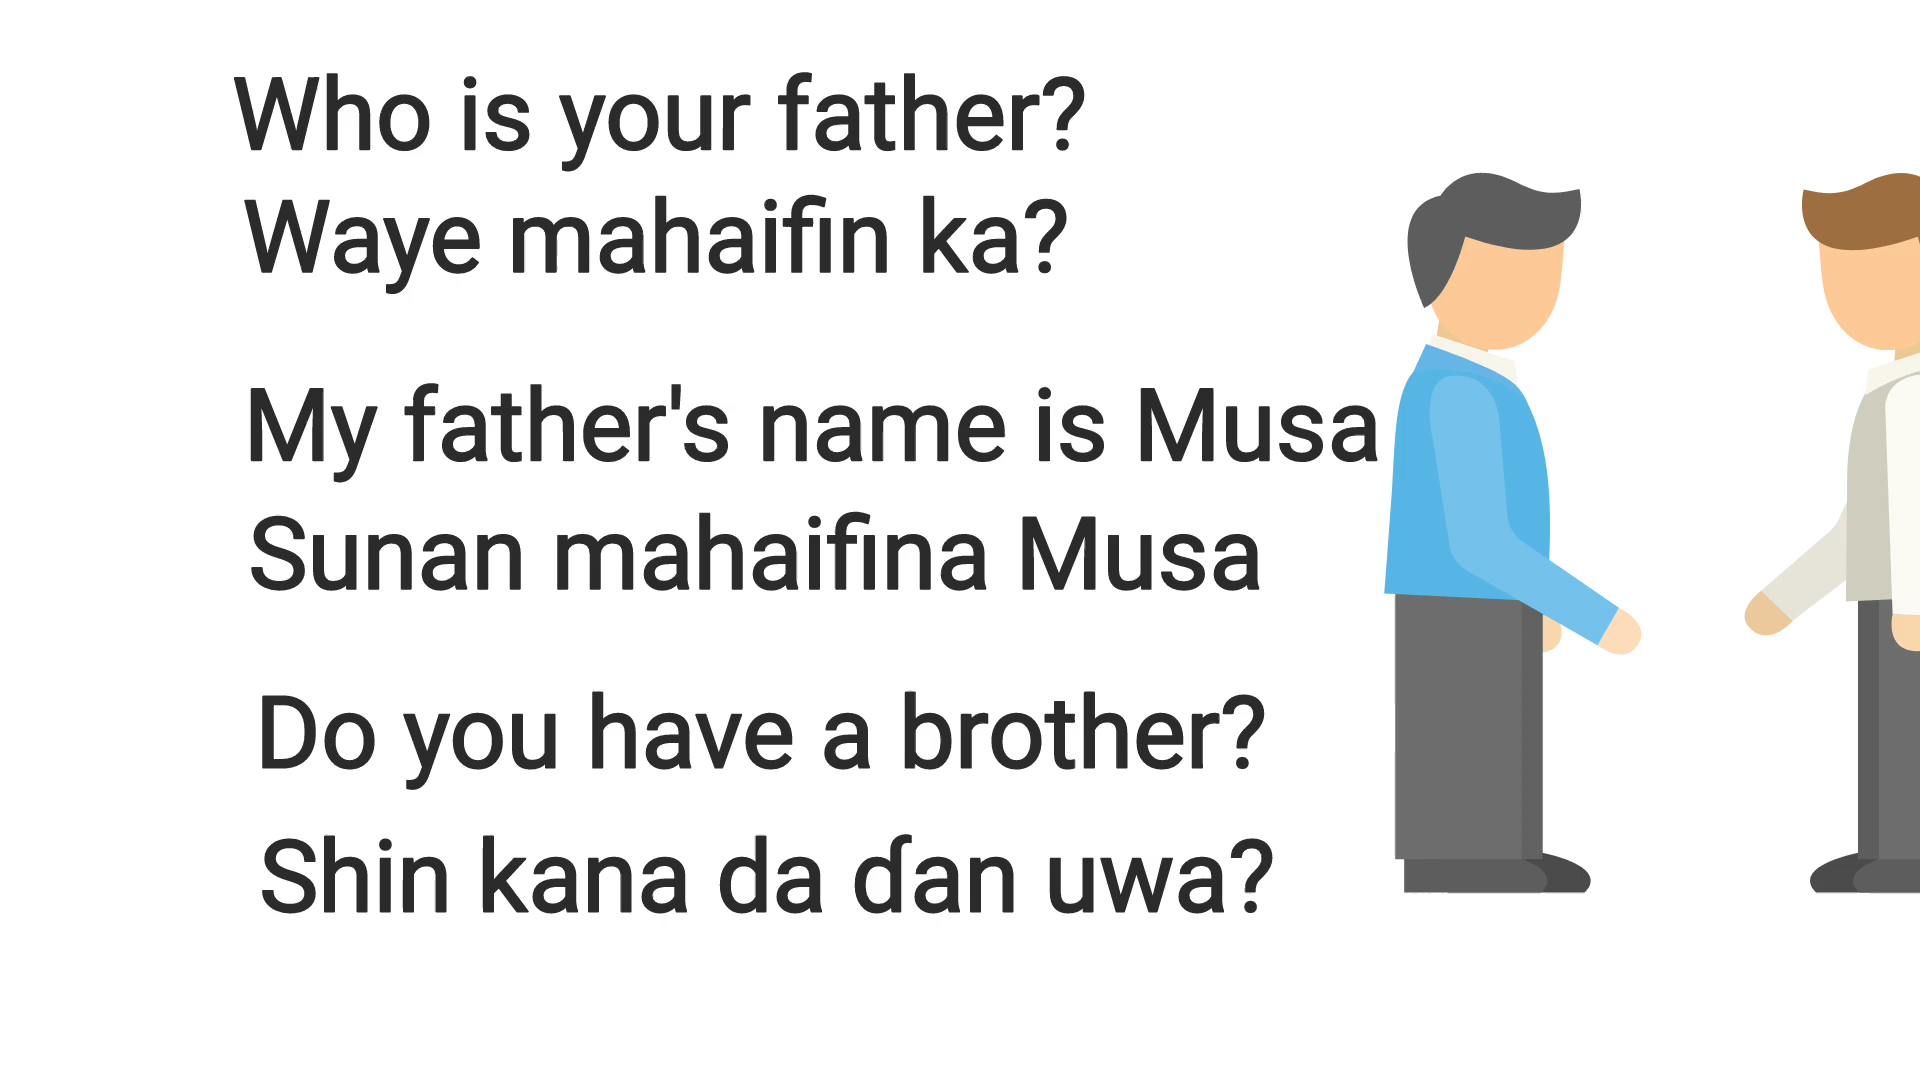 Who is your father?
Waye mahaifin ka?
My father's name is Musa
Sunan mahaifina Musa
Do you have a brother?
Shin kana da ɗan uwa?